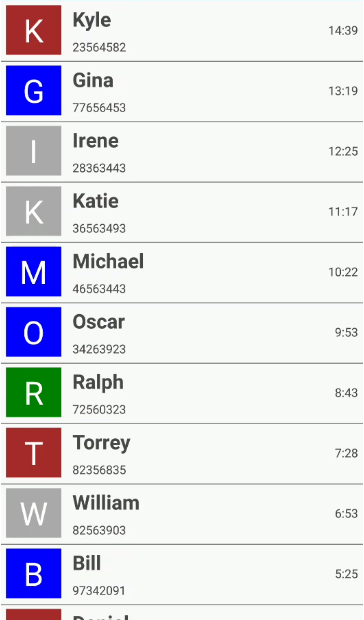 K Kyle 14:39
23564582
G Gina 13:19
77656453
I Irene 12:25
28363443
K Katie 11:17
36563493
M Michael 10:22
46563443
O Oscar 9:53
34263923
R Ralph 8:43
72560323
T Torrey 7:28
82356835
W William 6:53
82563903
B Bill 5:25
97342091